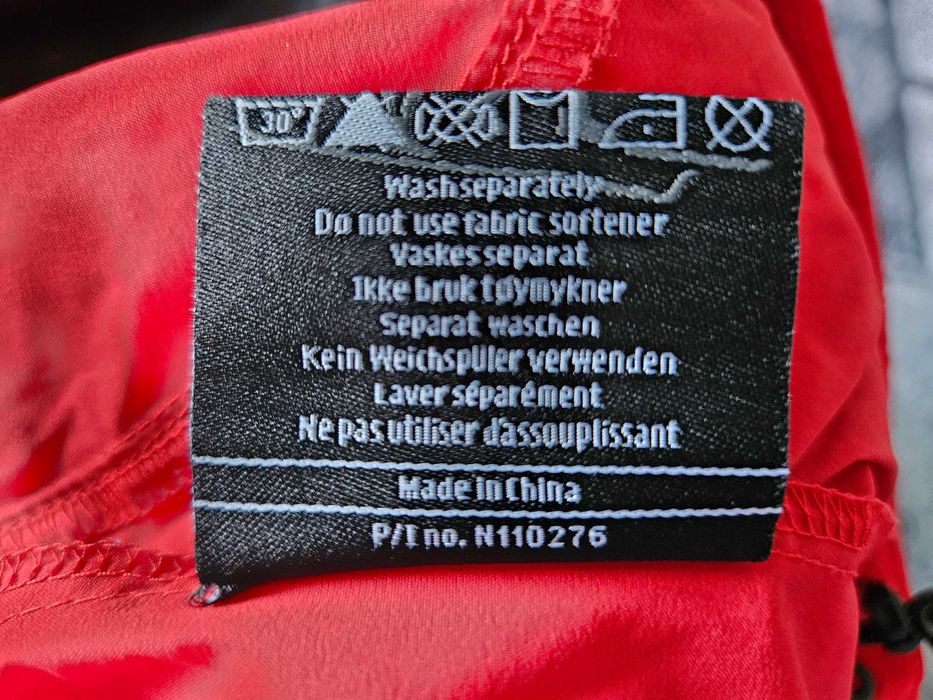 30°
Wash separately
Do not use fabric softener
Vaskes separat
Ikke bruk tøymykner
Separat waschen
Kein Weichspüler verwenden
Laver séparément
Ne pas utiliser d'assouplissant
Made in China
P/I no. N110276